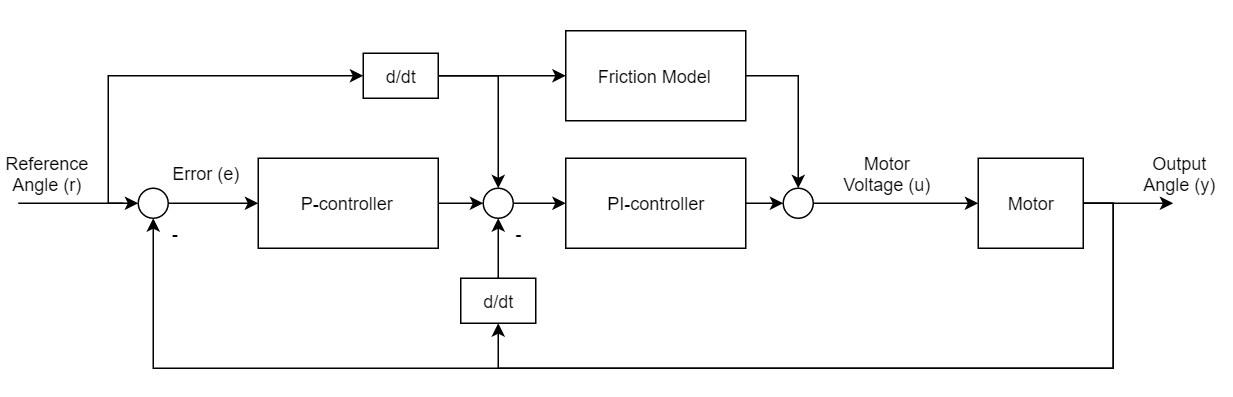 d/dt
Friction Model
Reference
Angle (r)
Error (e)
P-controller
PI-controller
Motor
Voltage (u)
Motor
Output
Angle (y)
-
-
d/dt